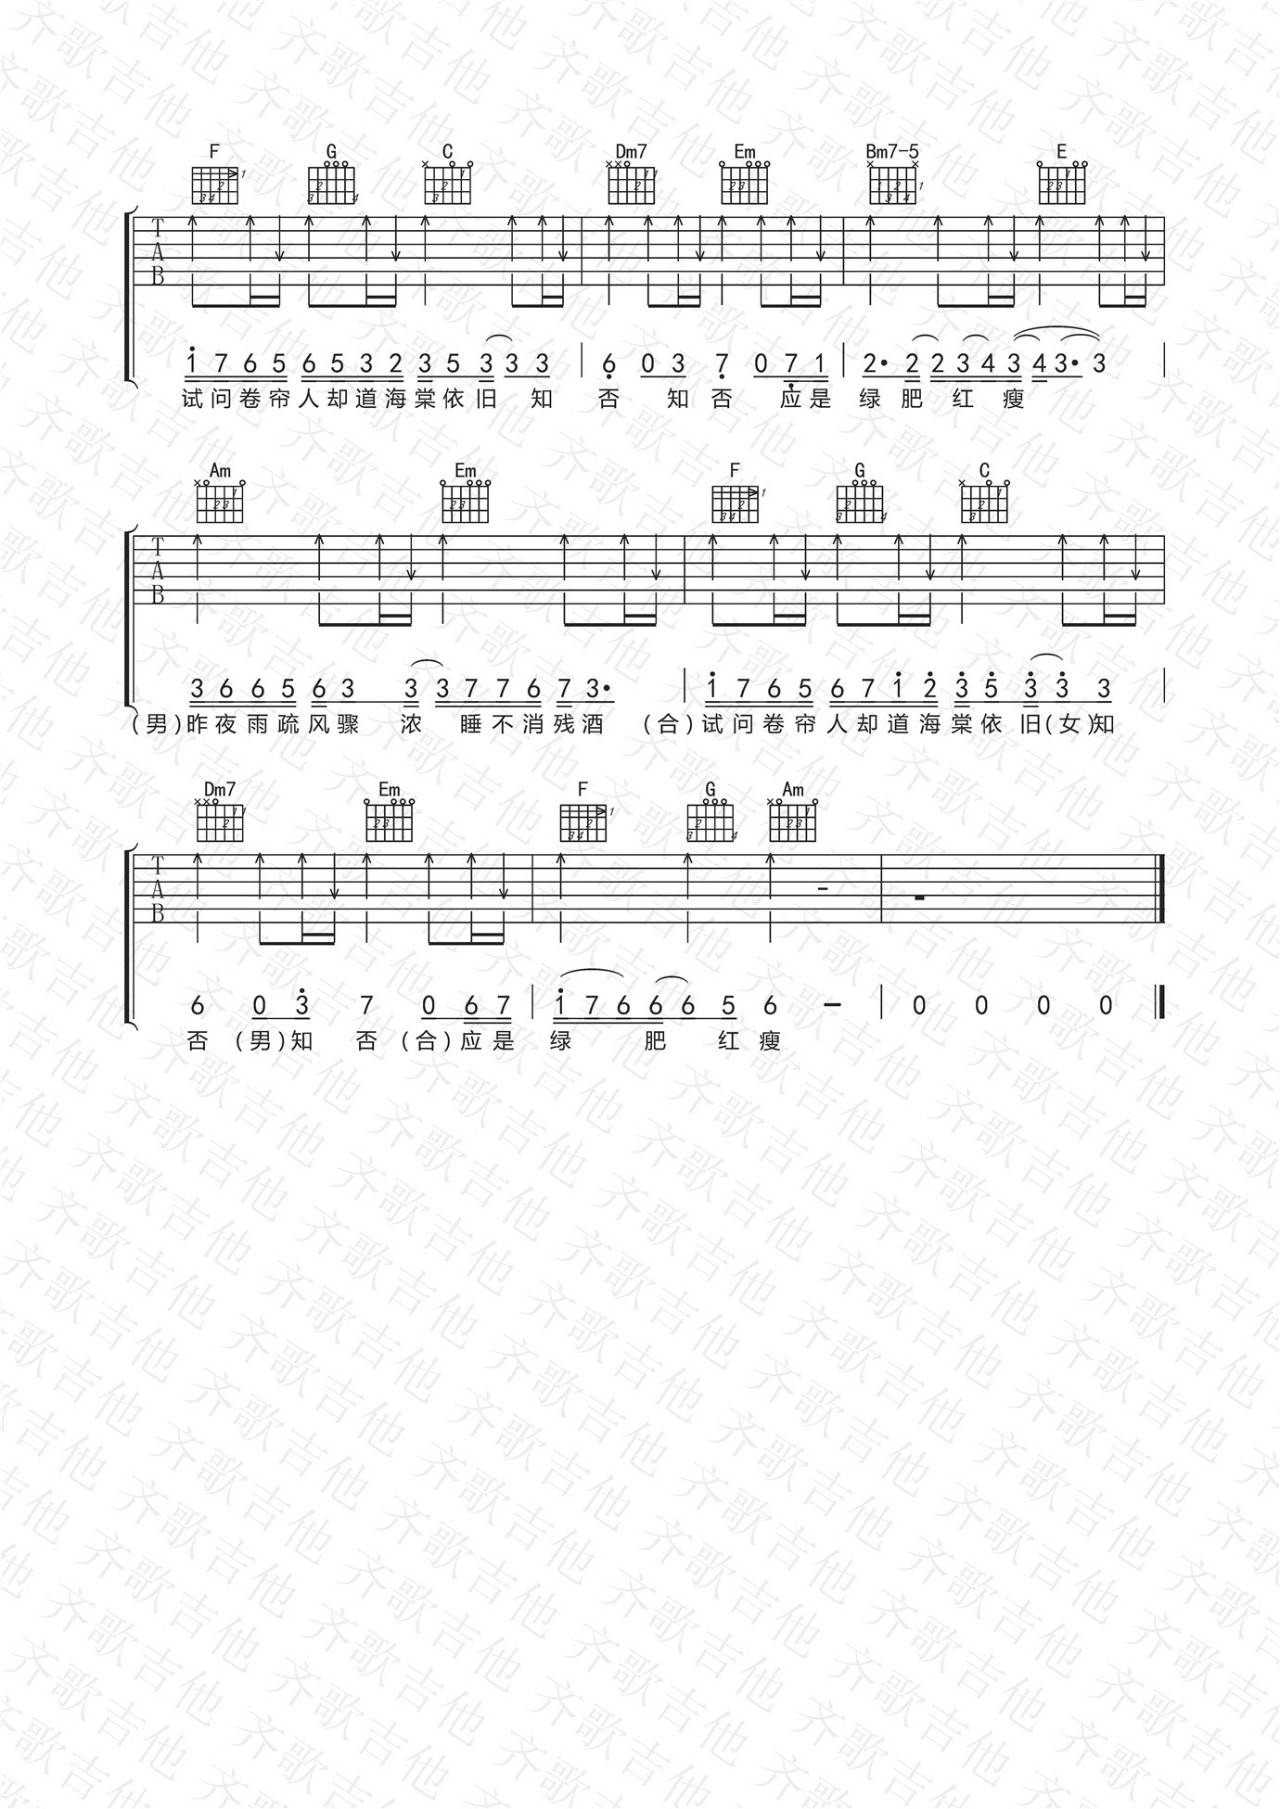 F G C Dm7 Em Bm7-5 E
T
A
B
1 7 6 5 6 5 3 2 3 5 3 3 3 6 0 3 7 0 7 1 2· 2 2 3 4 3 4 3· 3
试问卷帘人却道海棠依旧 知 否 知 否 应是 绿 肥 红 瘦
Am Em F G C
T
A
B
3 6 6 5 6 3 3 3 7 7 6 7 3· 1 7 6 5 6 7 1 2 3 5 3 3 3
(男)昨夜雨疏风骤 浓 睡不消残酒 (合)试问卷帘人却道海棠依 旧(女)知
Dm7 Em F G Am
T
A
B
6 0 3 7 0 6 7 1 7 6 6 6 5 6 - 0 0 0 0
否 (男)知 否 (合)应是 绿 肥 红 瘦
齐歌吉他